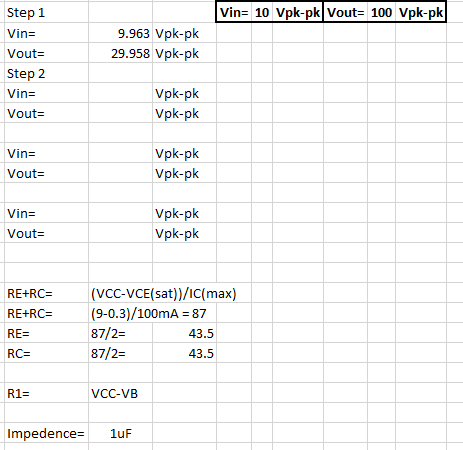 Step 1 Vin= 10 Vpk-pk Vout= 100 Vpk-pk
Vin= 9.963 Vpk-pk
Vout= 29.958 Vpk-pk
Step 2
Vin= Vpk-pk
Vout= Vpk-pk
Vin= Vpk-pk
Vout= Vpk-pk
Vin= Vpk-pk
Vout= Vpk-pk
RE+RC= (VCC-VCE(sat))/IC(max)
RE+RC= (9-0.3)/100mA = 87
RE= 87/2= 43.5
RC= 87/2= 43.5
R1= VCC-VB
Impedence= 1uF